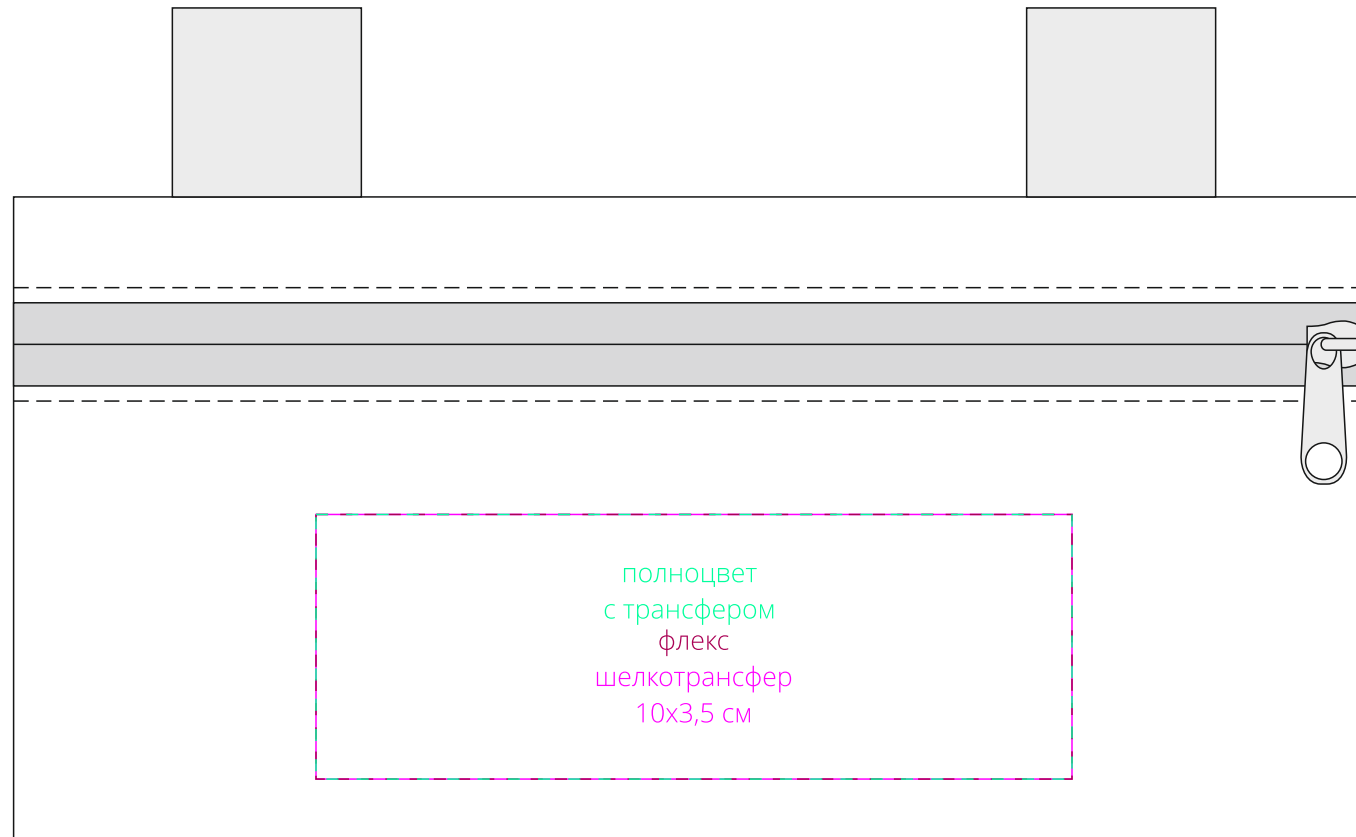 полноцвет
с трансфером
флекс
шелкотрансфер
10х3,5 см